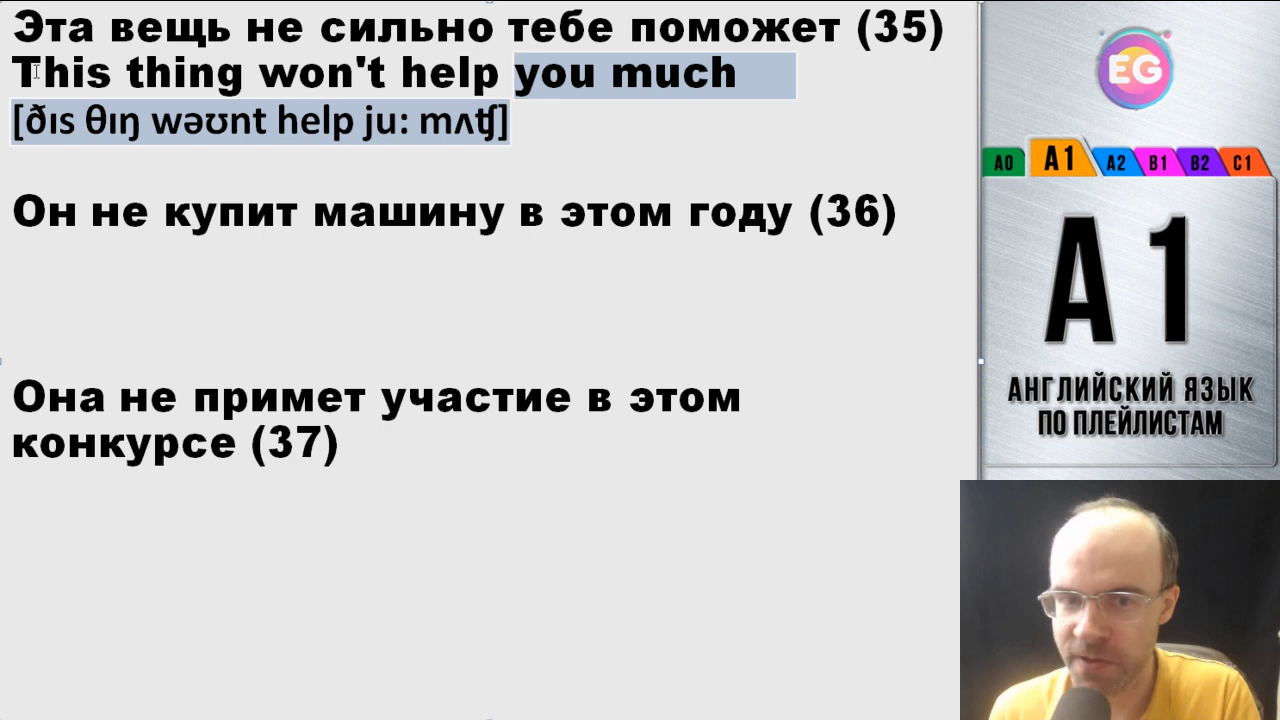 Эта вещь не сильно тебе поможет (35)
This thing won't help you much
[ðɪs θɪŋ wəʊnt help ju: mʌʧ]
Он не купит машину в этом году (36)
Она не примет участие в этом
конкурсе (37)
EG
A0 A1 A2 B1 B2 C1
A1
АНГЛИЙСКИЙ ЯЗЫК
ПО ПЛЕЙЛИСТАМ